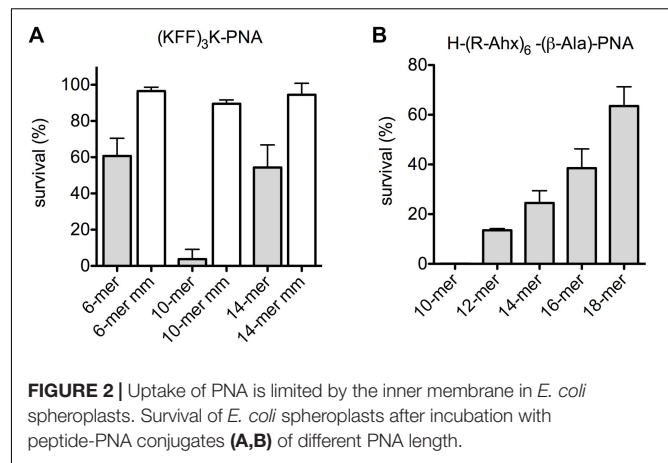 A
(KFF)₃K-PNA
survival (%)
100
80
60
40
20
0
6-mer
6-mer mm
10-mer
10-mer mm
14-mer
14-mer mm
B
H-(R-Ahx)₆ -(β-Ala)-PNA
survival (%)
80
60
40
20
0
10-mer
12-mer
14-mer
16-mer
18-mer
FIGURE 2 | Uptake of PNA is limited by the inner membrane in E. coli
spheroplasts. Survival of E. coli spheroplasts after incubation with
peptide-PNA conjugates (A,B) of different PNA length.